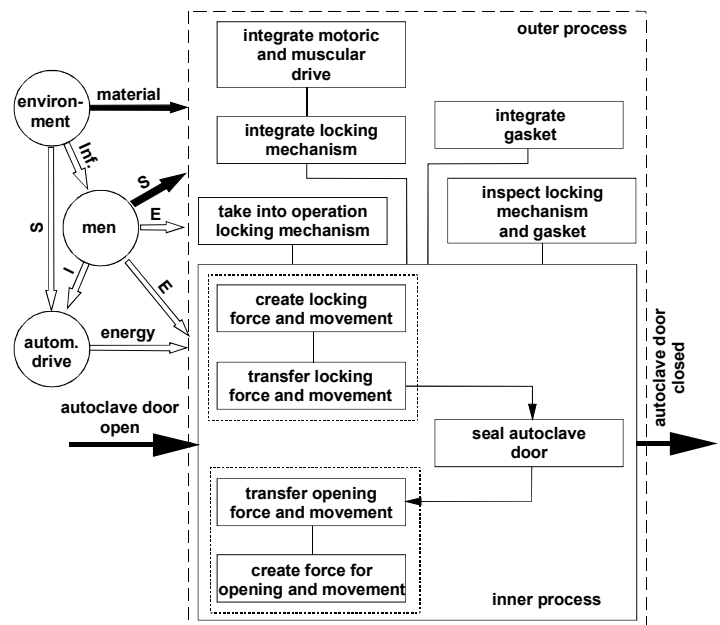 integrate motoric
and muscular
drive
outer process
environ-
ment
material
integrate locking
mechanism
integrate
gasket
Inf.
S
E
men
take into operation
locking mechanism
inspect locking
mechanism
and gasket
S
I
E
create locking
force and movement
autom.
drive
energy
transfer locking
force and movement
autoclave door
open
seal autoclave
door
autoclave door
closed
transfer opening
force and movement
create force for
opening and movement
inner process